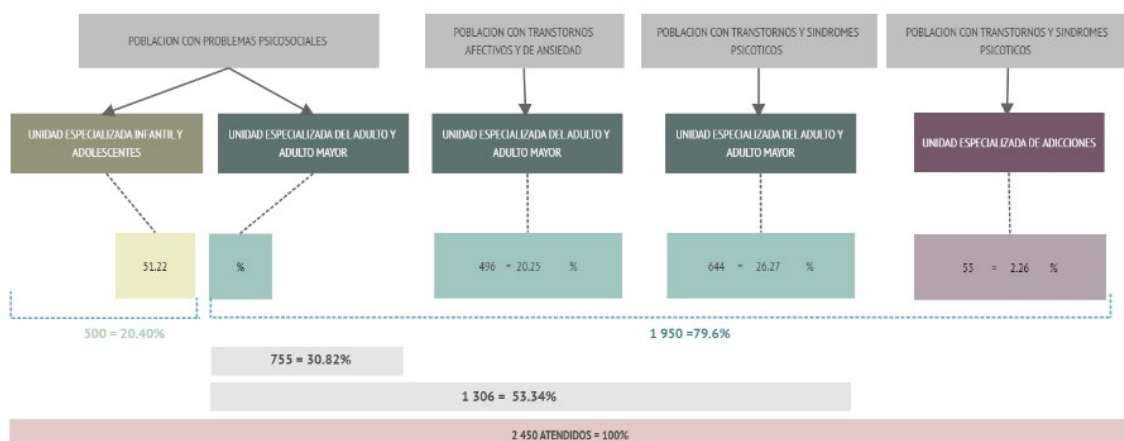 POBLACION CON PROBLEMAS PSICOSOCIALES
POBLACION CON TRANSTORNOS
AFECTIVOS Y DE ANSIEDAD
POBLACION CON TRANSTORNOS Y SINDROMES
PSICOTICOS
POBLACION CON TRANSTORNOS Y SINDROMES
PSICOTICOS
UNIDAD ESPECIALIZADA INFANTIL Y
ADOLESCENTES
UNIDAD ESPECIALIZADA DEL ADULTO Y
ADULTO MAYOR
UNIDAD ESPECIALIZADA DEL ADULTO Y
ADULTO MAYOR
UNIDAD ESPECIALIZADA DEL ADULTO Y
ADULTO MAYOR
UNIDAD ESPECIALIZADA DE ADICCIONES
51.22 %
496 = 20.25 %
644 = 26.27 %
55 = 2.26 %
500 = 20.40%
1 950 =79.6%
755 = 30.82%
1 306 = 53.34%
2 450 ATENDIDOS = 100%